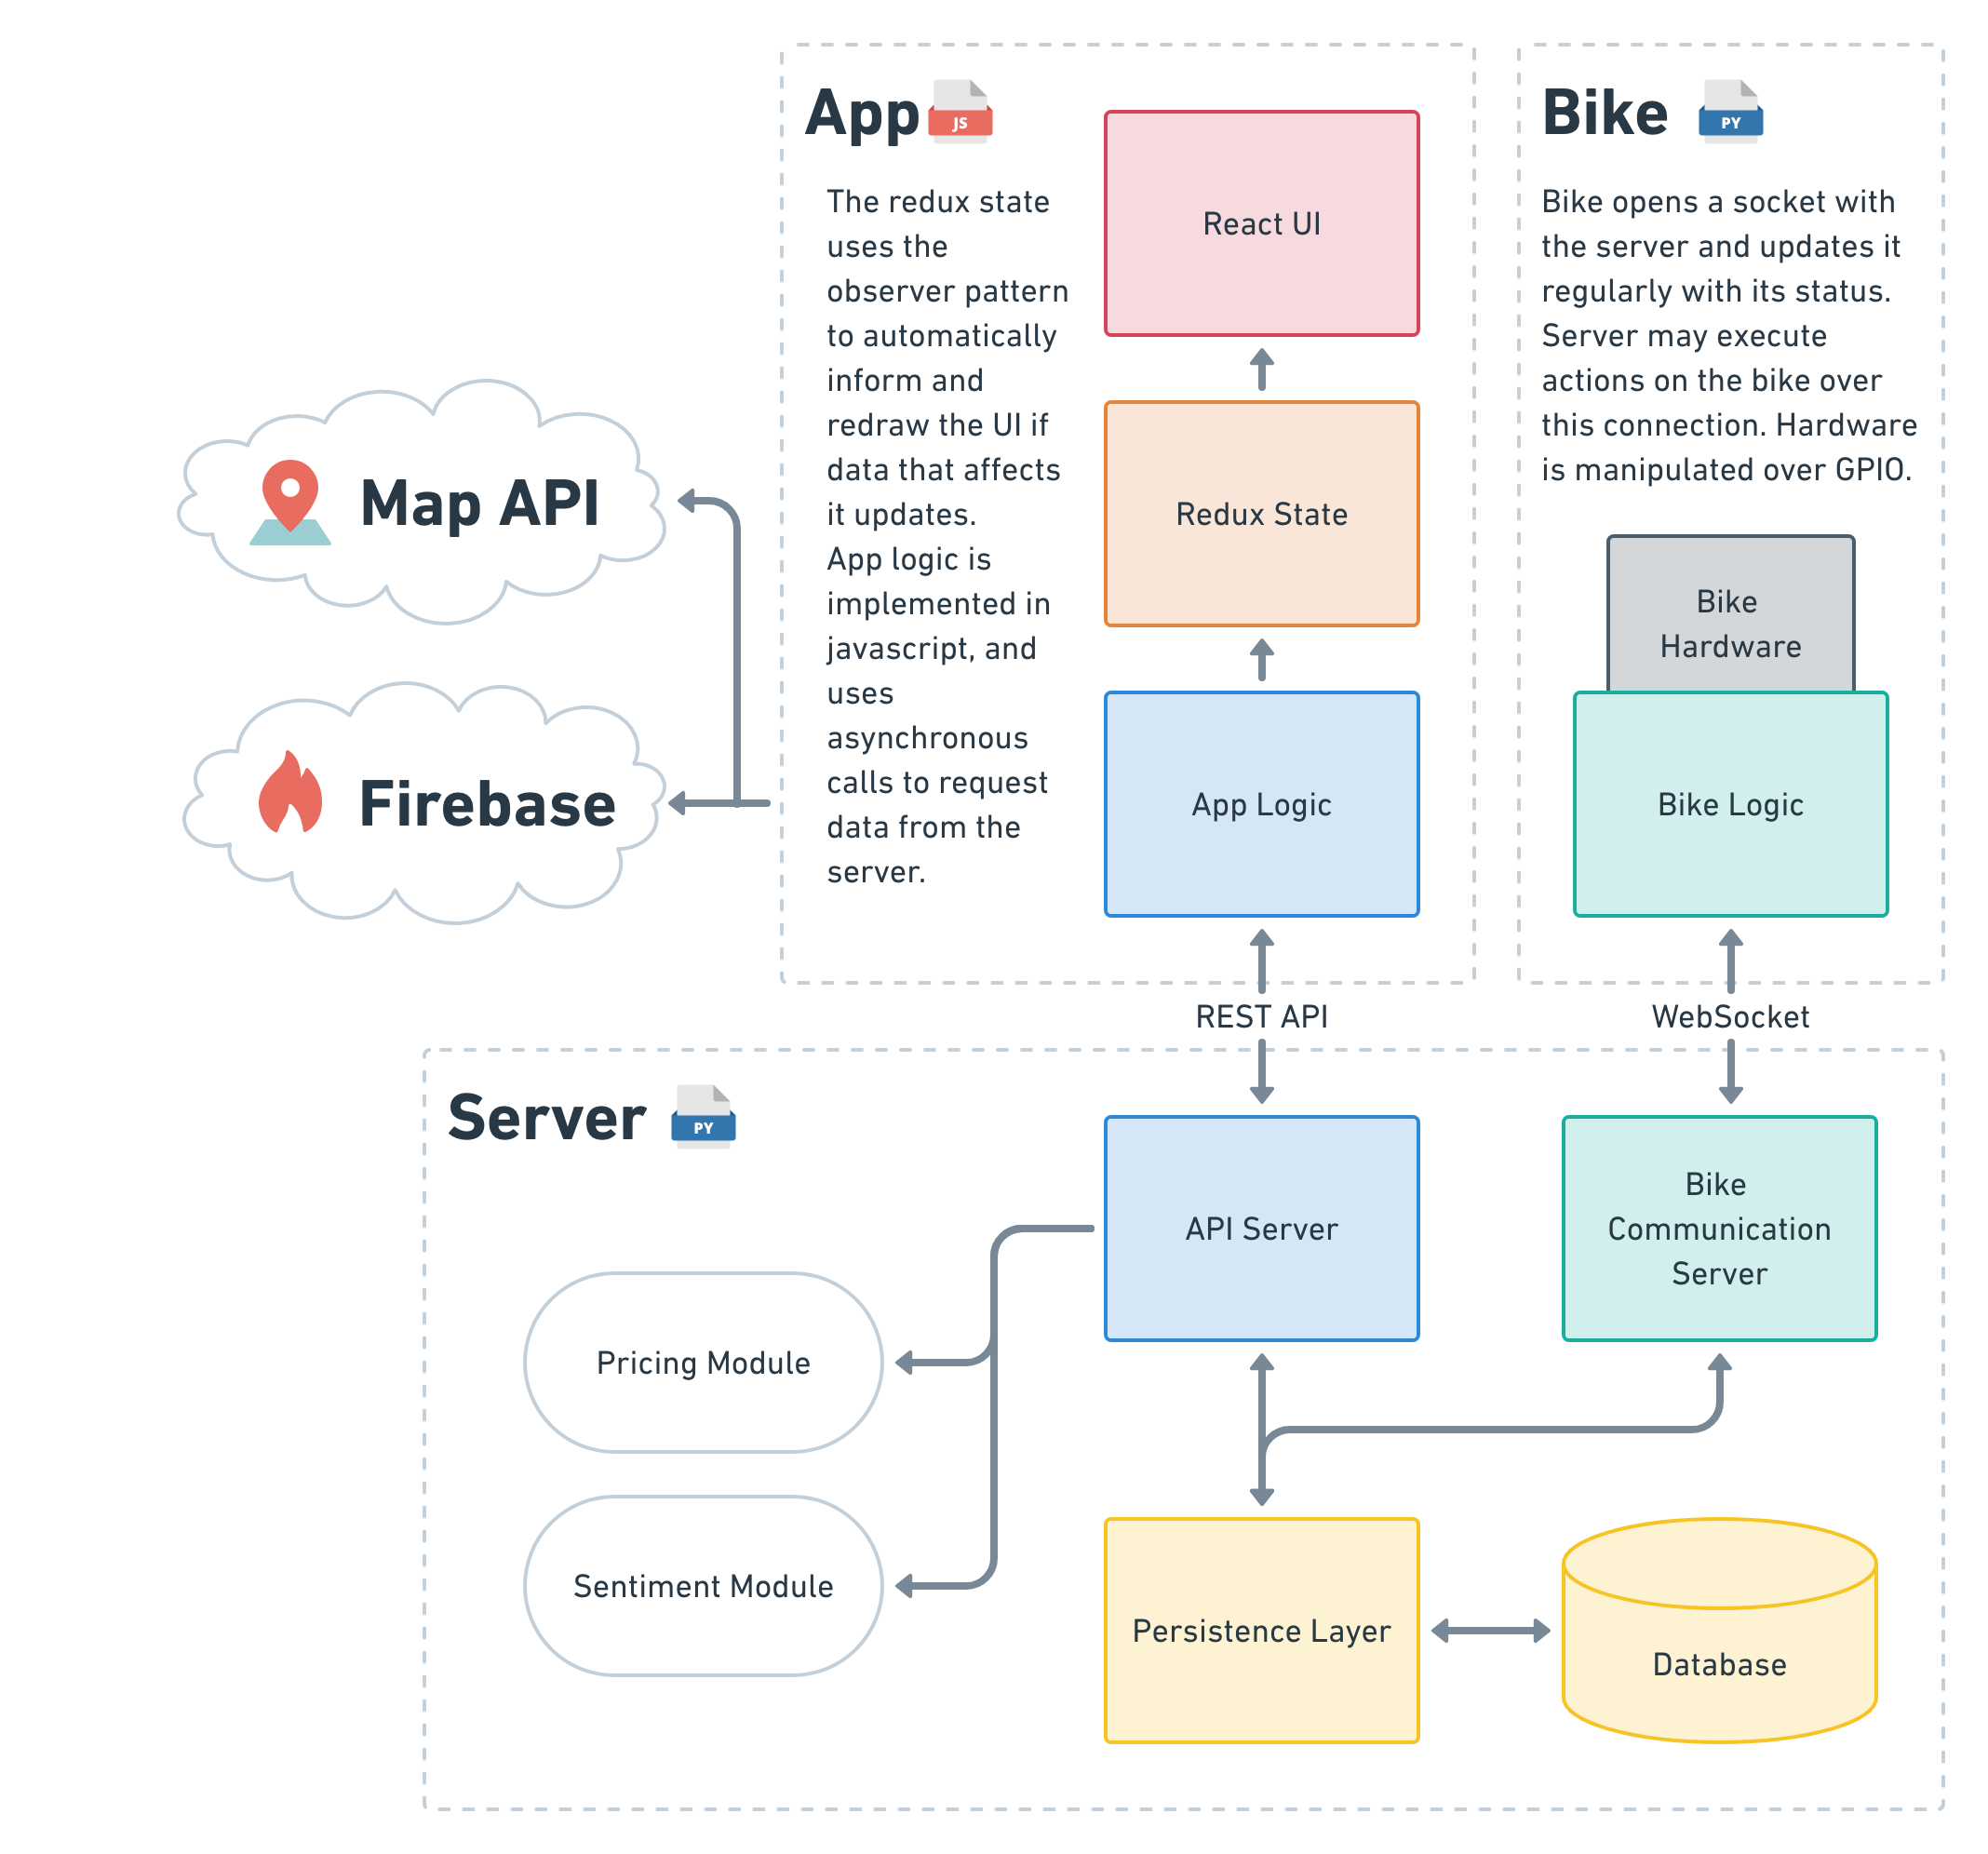 App
JS
The redux state
uses the
observer pattern
to automatically
inform and
redraw the UI if
data that affects
it updates.
App logic is
implemented in
javascript, and
uses
asynchronous
calls to request
data from the
server.
React UI
Redux State
App Logic
Bike
PY
Bike opens a socket with
the server and updates it
regularly with its status.
Server may execute
actions on the bike over
this connection. Hardware
is manipulated over GPIO.
Bike
Hardware
Bike Logic
Map API
Firebase
REST API
WebSocket
Server
PY
API Server
Bike
Communication
Server
Pricing Module
Sentiment Module
Persistence Layer
Database